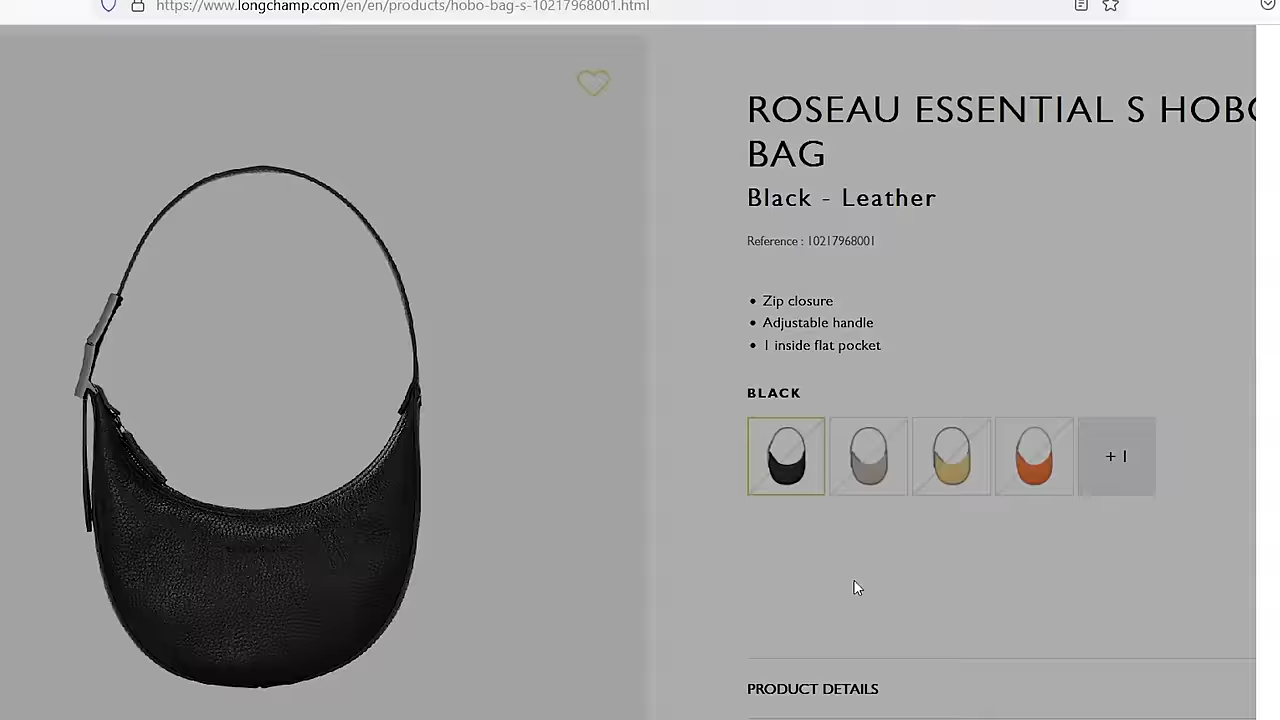 https://www.longchamp.com/en/en/products/hobo-bag-s-10217968001.html
ROSEAU ESSENTIAL S HOBO
BAG
Black - Leather
Reference : 10217968001
• Zip closure
• Adjustable handle
• 1 inside flat pocket
BLACK
+ 1
PRODUCT DETAILS